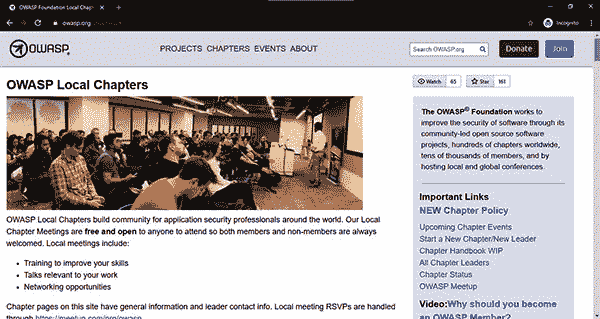 OWASP Foundation Local Chapt
owasp.org
Incognito
OWASP
PROJECTS CHAPTERS EVENTS ABOUT
Search OWASP.org
Donate
Join
OWASP Local Chapters
Watch 65
Star 161
OWASP Local Chapters build community for application security professionals around the world. Our Local
Chapter Meetings are free and open to anyone to attend so both members and non-members are always
welcomed. Local meetings include:
• Training to improve your skills
• Talks relevant to your work
• Networking opportunities
Chapter pages on this site have general information and leader contact info. Local meeting RSVPs are handled
through https://meetup.com/pro/owasp
The OWASP® Foundation works to
improve the security of software through its
community-led open source software
projects, hundreds of chapters worldwide,
tens of thousands of members, and by
hosting local and global conferences.
Important Links
NEW Chapter Policy
Upcoming Chapter Events
Start a New Chapter/New Leader
Chapter Handbook WIP
All Chapter Leaders
Chapter Status
OWASP Meetup
Video:Why should you become
an OWASP Member?